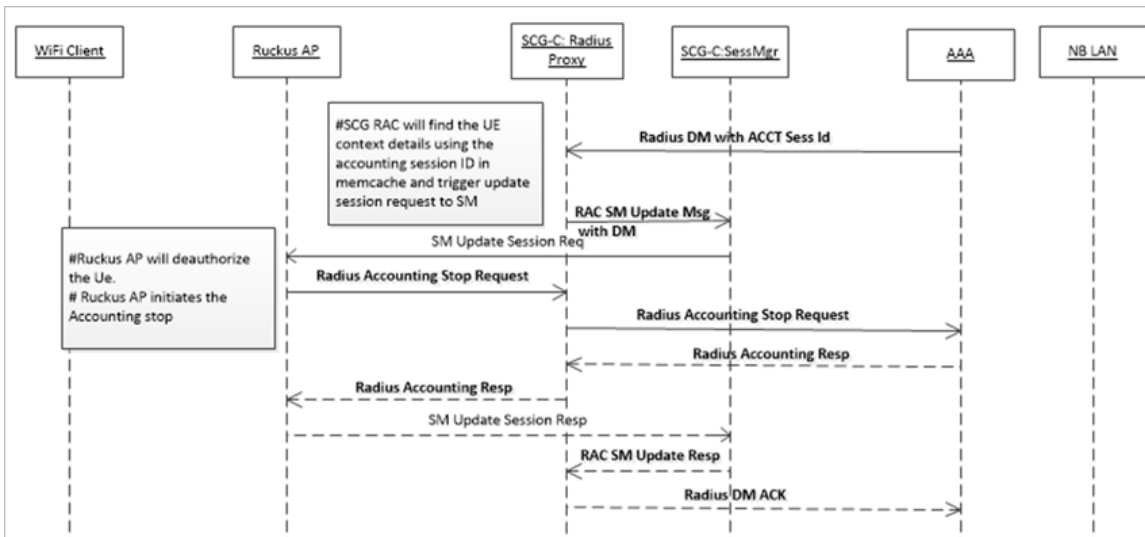 WiFi Client
Ruckus AP
SCG-C: Radius
Proxy
SCG-C:SessMgr
AAA
NB LAN
#SCG RAC will find the UE
context details using the
accounting session ID in
memcache and trigger update
session request to SM
Radius DM with ACCT Sess Id
RAC SM Update Msg
with DM
SM Update Session Req
#Ruckus AP will deauthorize
the Ue.
# Ruckus AP initiates the
Accounting stop
Radius Accounting Stop Request
Radius Accounting Stop Request
Radius Accounting Resp
Radius Accounting Resp
SM Update Session Resp
RAC SM Update Resp
Radius DM ACK